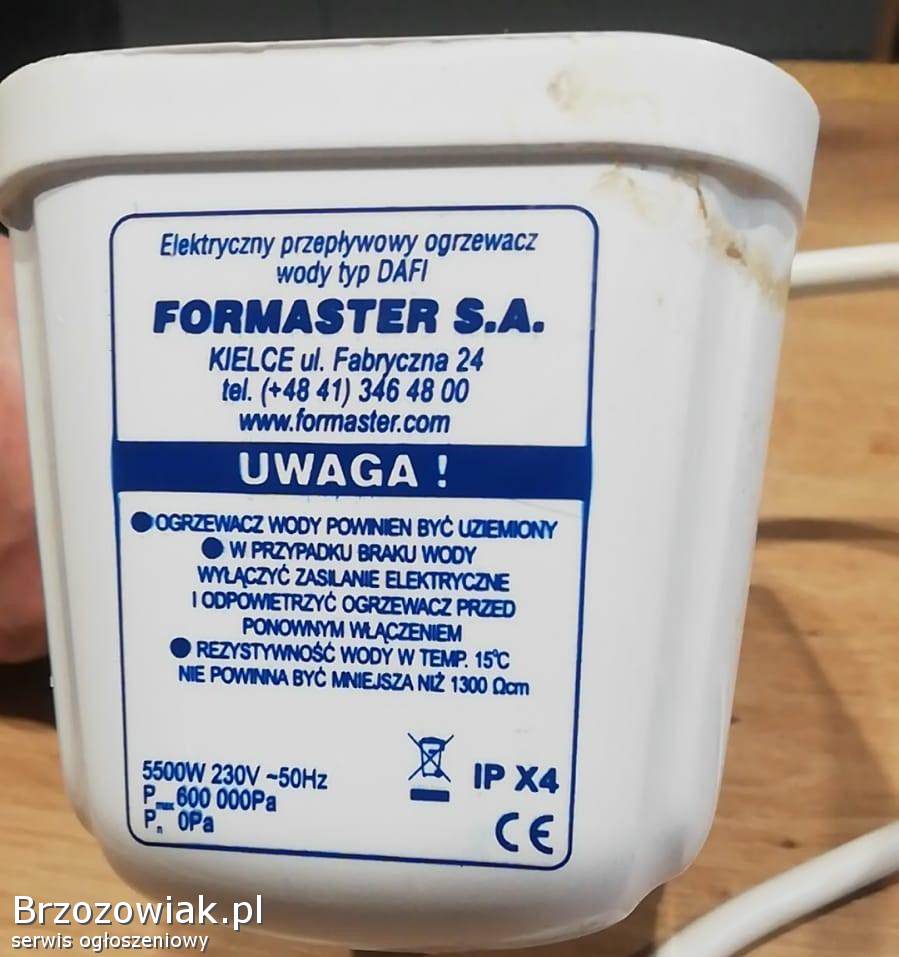 Elektryczny przepływowy ogrzewacz
wody typ DAFI
FORMASTER S.A.
KIELCE ul. Fabryczna 24
tel. (+48 41) 346 48 00
www.formaster.com
UWAGA !
● OGRZEWACZ WODY POWINIEN BYĆ UZIEMIONY
● W PRZYPADKU BRAKU WODY
WYŁĄCZYĆ ZASILANIE ELEKTRYCZNE
I ODPOWIETRZYĆ OGRZEWACZ PRZED
PONOWNYM WŁĄCZENIEM
● REZYSTYWNOŚĆ WODY W TEMP. 15°C
NIE POWINNA BYĆ MNIEJSZA NIŻ 1300 Ωcm
5500W 230V ~50Hz
Pmax 600 000Pa
Pn 0Pa
IP X4
CE
Brzozowiak.pl
serwis ogłoszeniowy